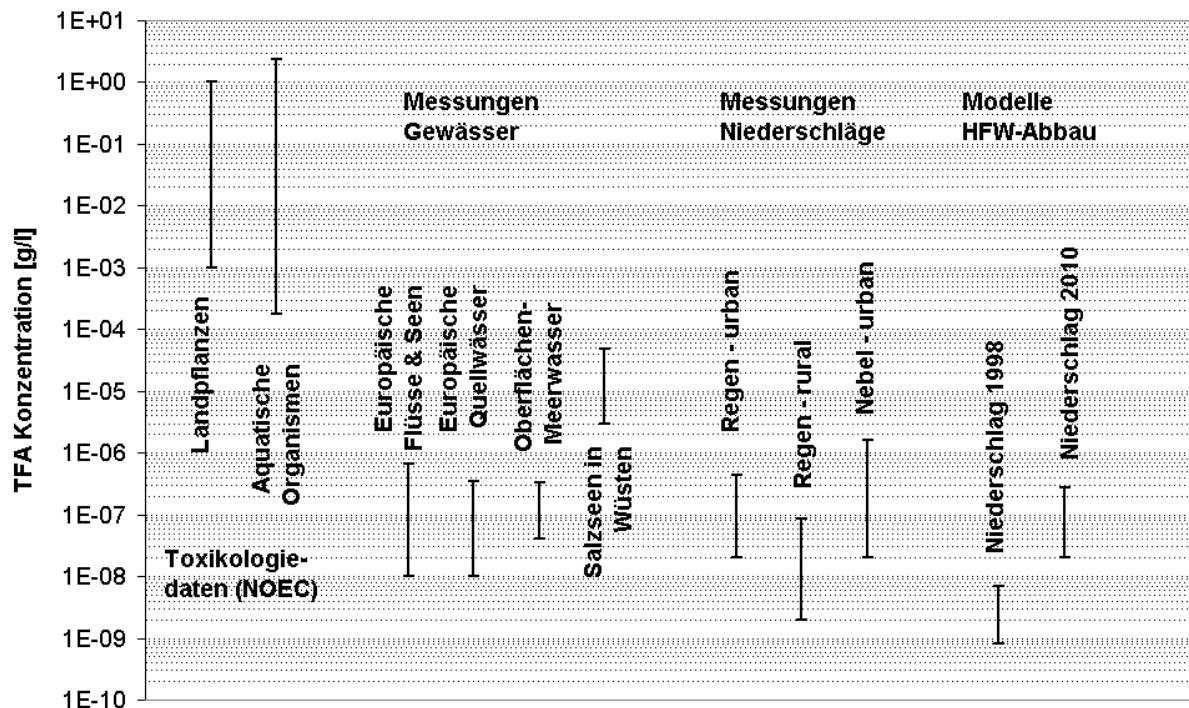 TFA Konzentration [g/l]
1E+01
1E+00
1E-01
1E-02
1E-03
1E-04
1E-05
1E-06
1E-07
1E-08
1E-09
1E-10
Landpflanzen
Aquatische
Organismen
Toxikologie-
daten (NOEC)
Messungen
Gewässer
Europäische
Flüsse & Seen
Europäische
Quellwässer
Oberflächen-
Meerwasser
Salzseen in
Wüsten
Messungen
Niederschläge
Regen - urban
Regen - rural
Nebel - urban
Modelle
HFW-Abbau
Niederschlag 1998
Niederschlag 2010